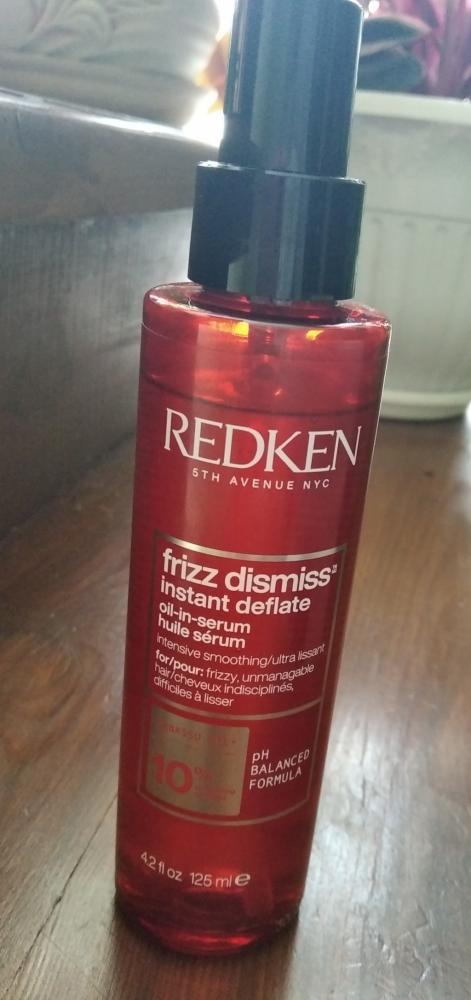 REDKEN
5TH AVENUE NYC
frizz dismiss
instant deflate
oil-in-serum
huile sérum
intensive smoothing/ultra lissant
for/pour: frizzy, unmanageable
hair/cheveux indisciplinés,
difficiles à lisser
10%
pH
BALANCED
FORMULA
4.2 fl oz 125 ml e